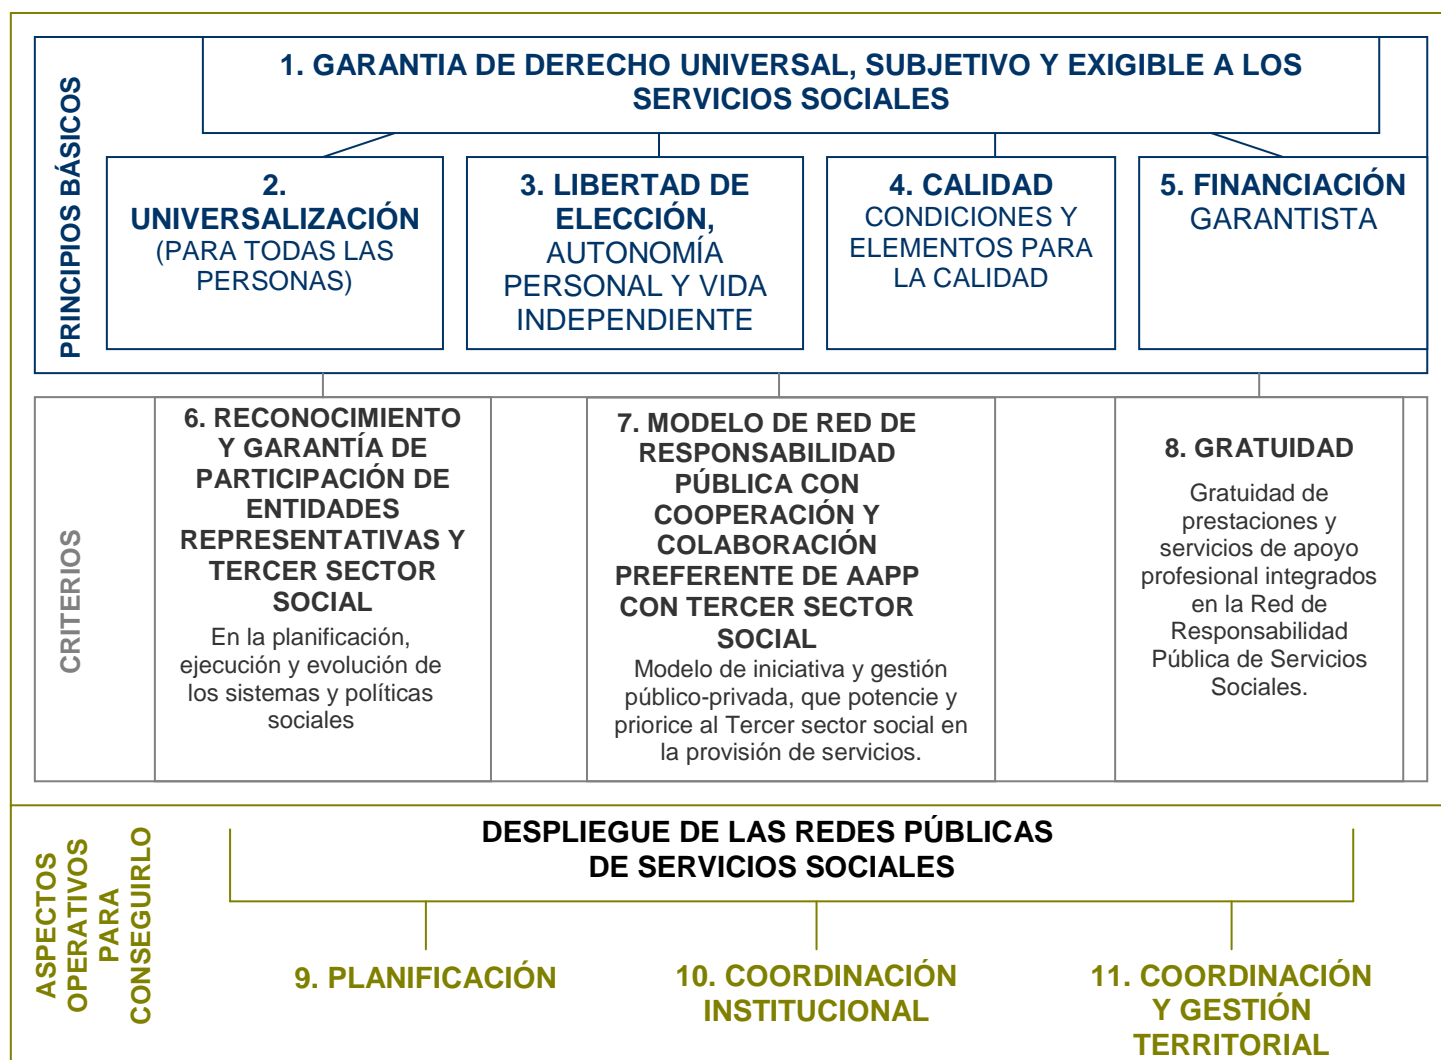 PRINCIPIOS BÁSICOS
1. GARANTIA DE DERECHO UNIVERSAL, SUBJETIVO Y EXIGIBLE A LOS
SERVICIOS SOCIALES
2.
UNIVERSALIZACIÓN
(PARA TODAS LAS
PERSONAS)
3. LIBERTAD DE
ELECCIÓN,
AUTONOMÍA
PERSONAL Y VIDA
INDEPENDIENTE
4. CALIDAD
CONDICIONES Y
ELEMENTOS PARA
LA CALIDAD
5. FINANCIACIÓN
GARANTISTA
CRITERIOS
6. RECONOCIMIENTO
Y GARANTÍA DE
PARTICIPACIÓN DE
ENTIDADES
REPRESENTATIVAS Y
TERCER SECTOR
SOCIAL
En la planificación,
ejecución y evolución de
los sistemas y políticas
sociales
7. MODELO DE RED DE
RESPONSABILIDAD
PÚBLICA CON
COOPERACIÓN Y
COLABORACIÓN
PREFERENTE DE AAPP
CON TERCER SECTOR
SOCIAL
Modelo de iniciativa y gestión
público-privada, que potencie y
priorice al Tercer sector social en
la provisión de servicios.
8. GRATUIDAD
Gratuidad de
prestaciones y
servicios de apoyo
profesional integrados
en la Red de
Responsabilidad
Pública de Servicios
Sociales.
ASPECTOS
OPERATIVOS
PARA
CONSEGUIRLO
DESPLIEGUE DE LAS REDES PÚBLICAS
DE SERVICIOS SOCIALES
9. PLANIFICACIÓN
10. COORDINACIÓN
INSTITUCIONAL
11. COORDINACIÓN
Y GESTIÓN
TERRITORIAL